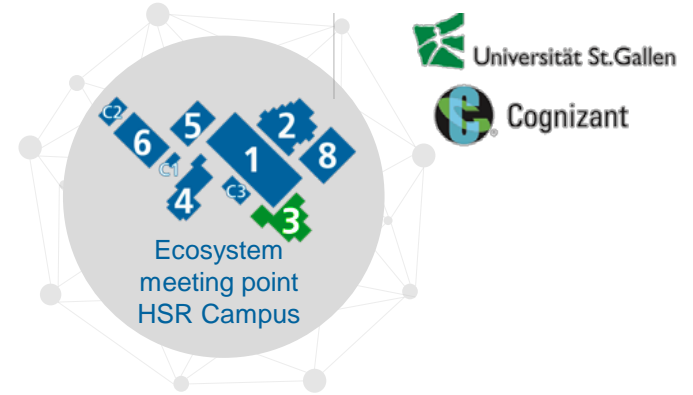 Universität St.Gallen
Cognizant
C2
6
5
2
1
8
C1
4
C3
3
Ecosystem
meeting point
HSR Campus